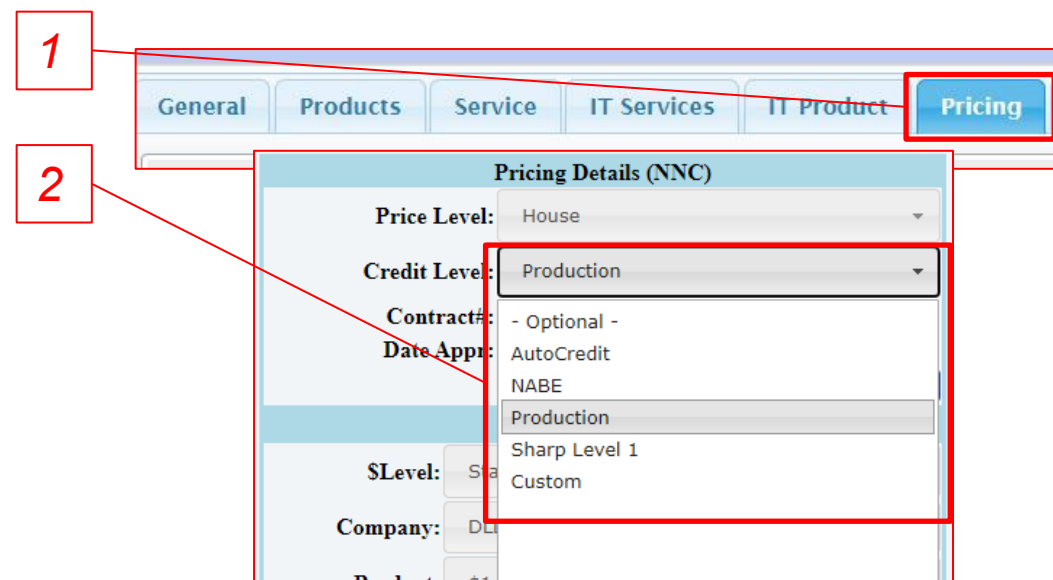 1
General Products Service IT Services IT Product Pricing
2
Pricing Details (NNC)
Price Level: House
Credit Level: Production
Contract#: - Optional -
Date Appr: AutoCredit
NABE
Production
Sharp Level 1
$Level: Sta
Custom
Company: